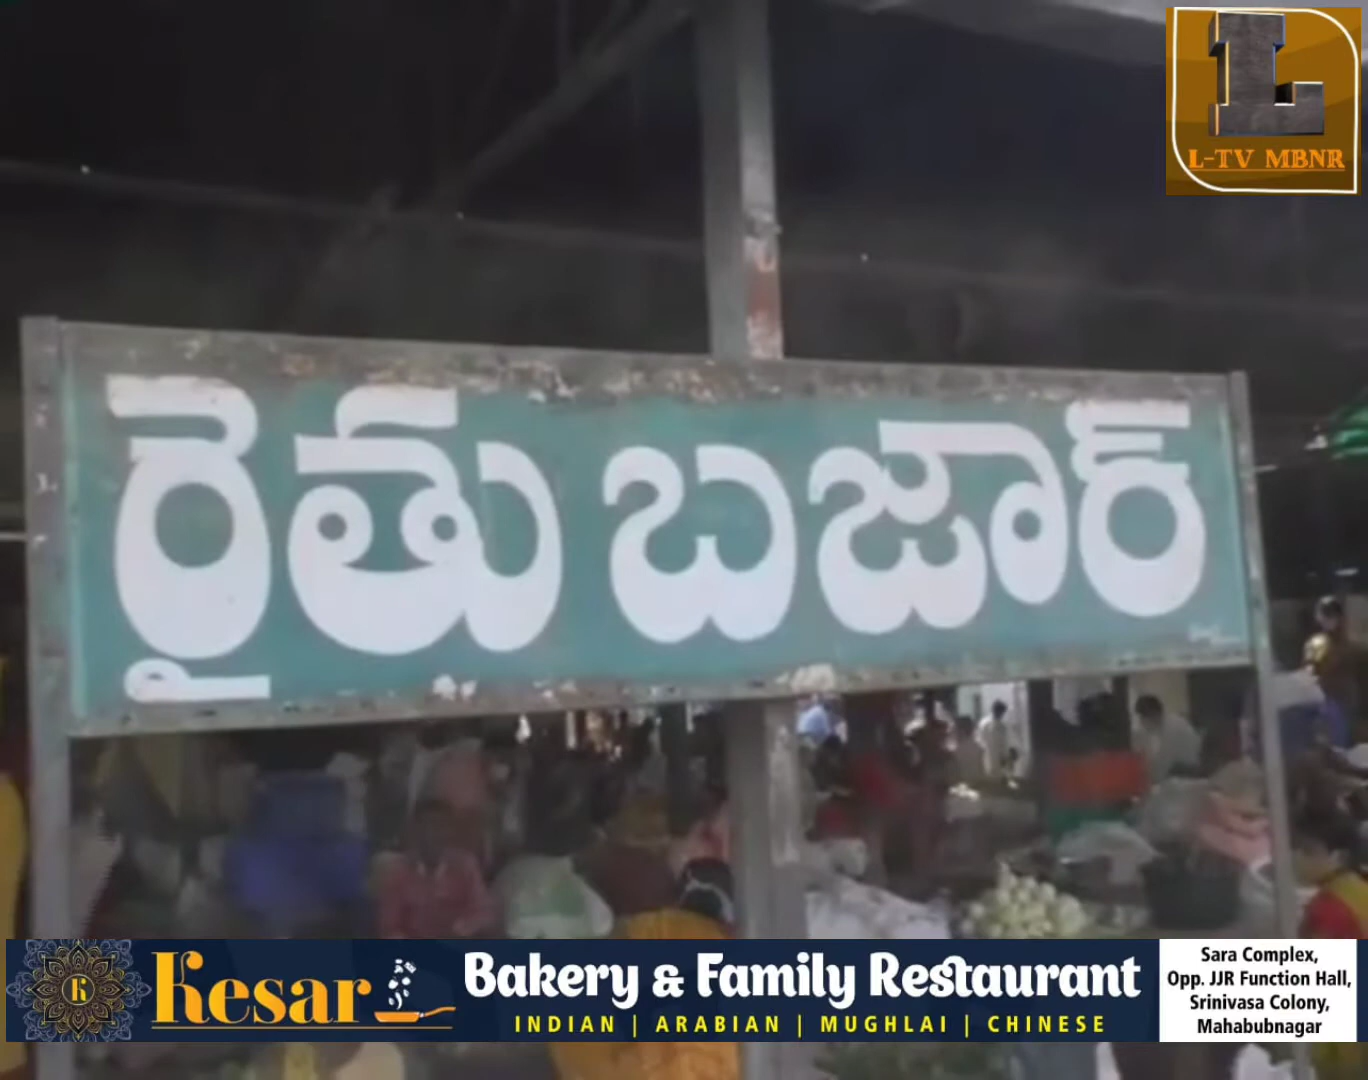 L-TV MBNR
రైతు బజార్
Kesar
Bakery & Family Restaurant
INDIAN | ARABIAN | MUGHLAI | CHINESE
Sara Complex,
Opp. JJR Function Hall,
Srinivasa Colony,
Mahabubnagar